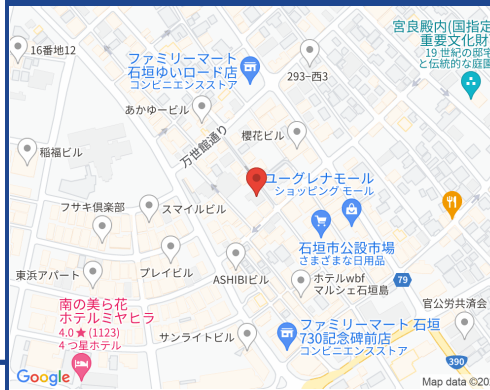 宮良殿内(国指定
重要文化財
19 世紀の邸宅
と伝統的な庭園
16番地12
ファミリーマート
石垣ゆいロード店
コンビニエンスストア
293-西3
あかゆービル
万世館通り
櫻花ビル
稲福ビル
ユーグレナモール
ショッピング モール
フサキ倶楽部
スマイルビル
石垣市公設市場
さまざまな日用品
東浜アパート
プレイビル
ASHIBIビル
ホテルwbf
マルシェ石垣島
79
官公労共済会
南の美ら花
ホテルミヤヒラ
4.0★(1123)
4 つ星ホテル
サンライトビル
ファミリーマート 石垣
730記念碑前店
コンビニエンスストア
390
Google
Map data ©20